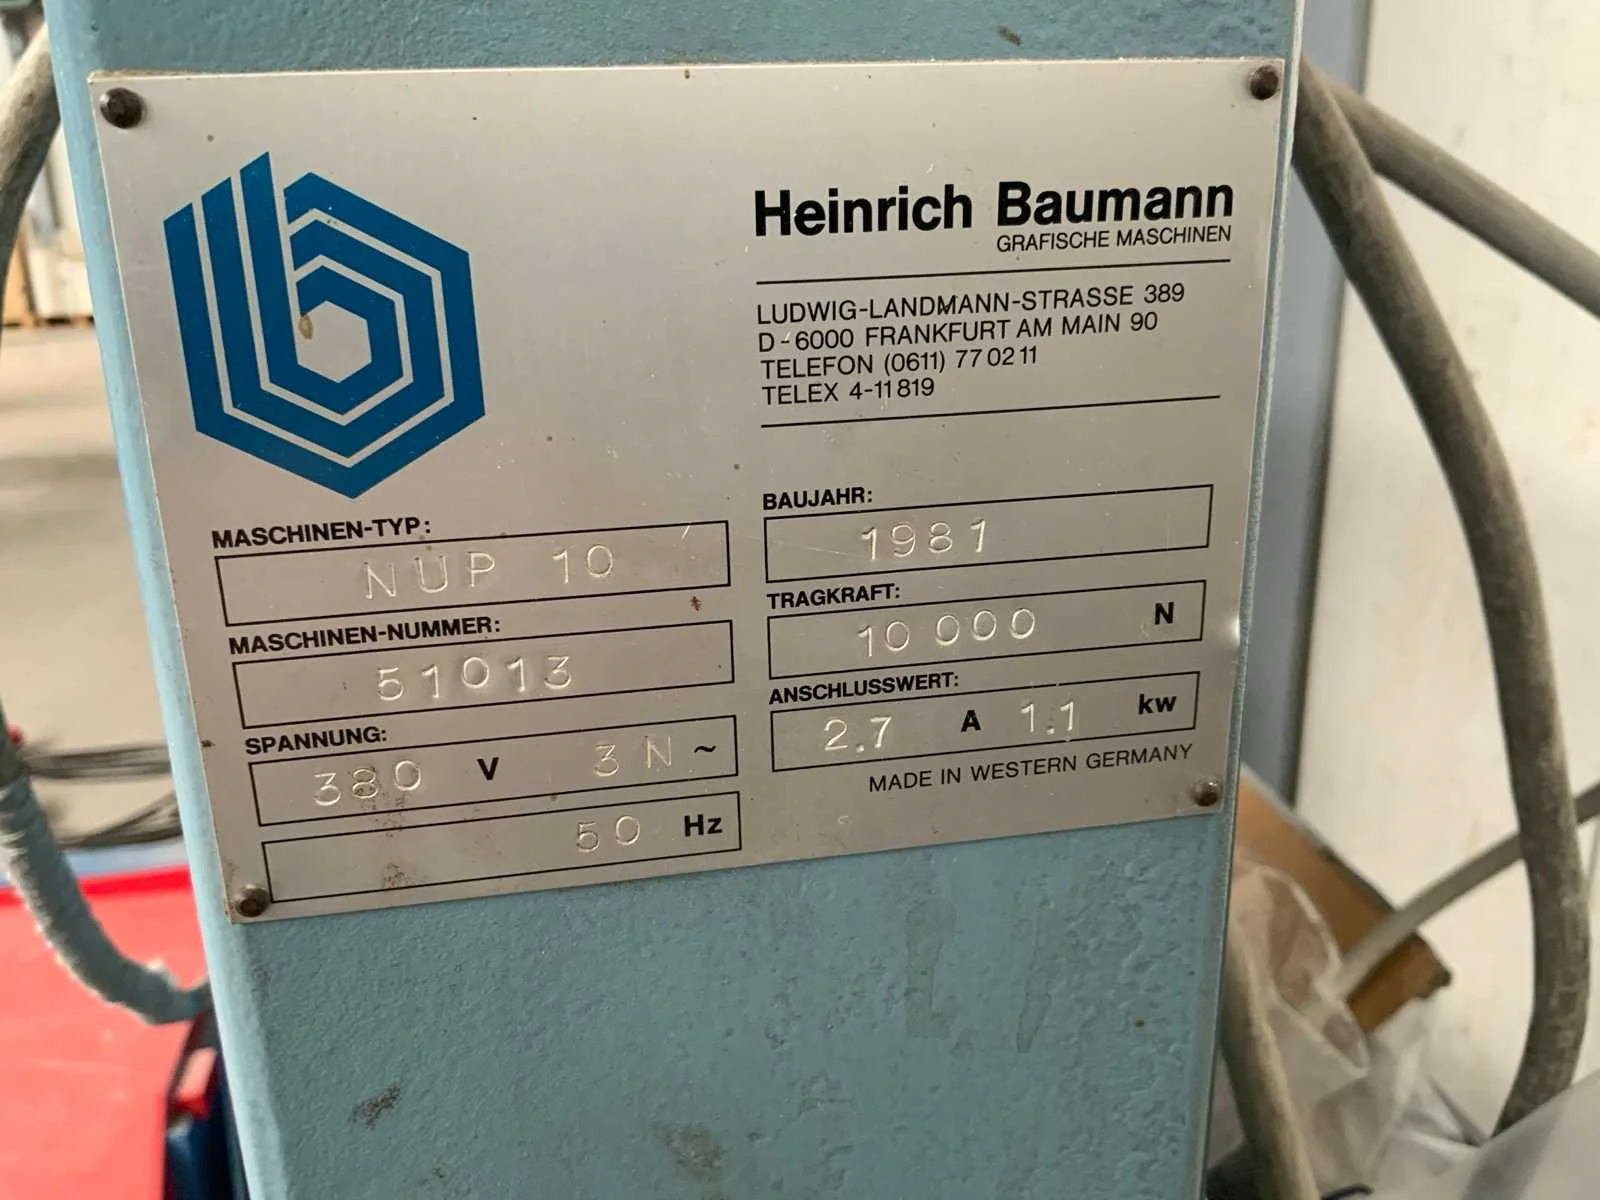 Heinrich Baumann
GRAFISCHE MASCHINEN
LUDWIG-LANDMANN-STRASSE 389
D-6000 FRANKFURT AM MAIN 90
TELEFON (0611) 77 02 11
TELEX 4-11 819
MASCHINEN-TYP:
NUP 10
MASCHINEN-NUMMER:
51013
SPANNUNG:
380 V 3 N ~
50 Hz
BAUJAHR:
1981
TRAGKRAFT:
10 000 N
ANSCHLUSSWERT:
2.7 A 1.1 kw
MADE IN WESTERN GERMANY